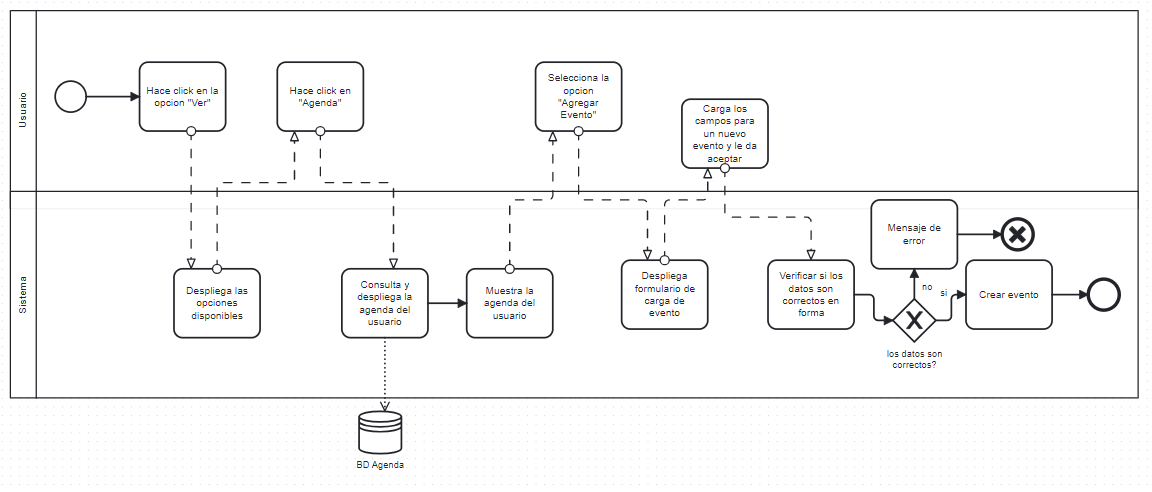 Usuario
Hace click en la
opcion "Ver"
Hace click en
"Agenda"
Selecciona la
opcion
"Agregar
Evento"
Carga los
campos para
un nuevo
evento y le da
aceptar
Sistema
Despliega las
opciones
disponibles
Consulta y
despliega la
agenda del
usuario
Muestra la
agenda del
usuario
Despliega
formulario de
carga de
evento
Verificar si los
datos son
correctos en
forma
Mensaje de
error
no
si
Crear evento
los datos son
correctos?
BD Agenda